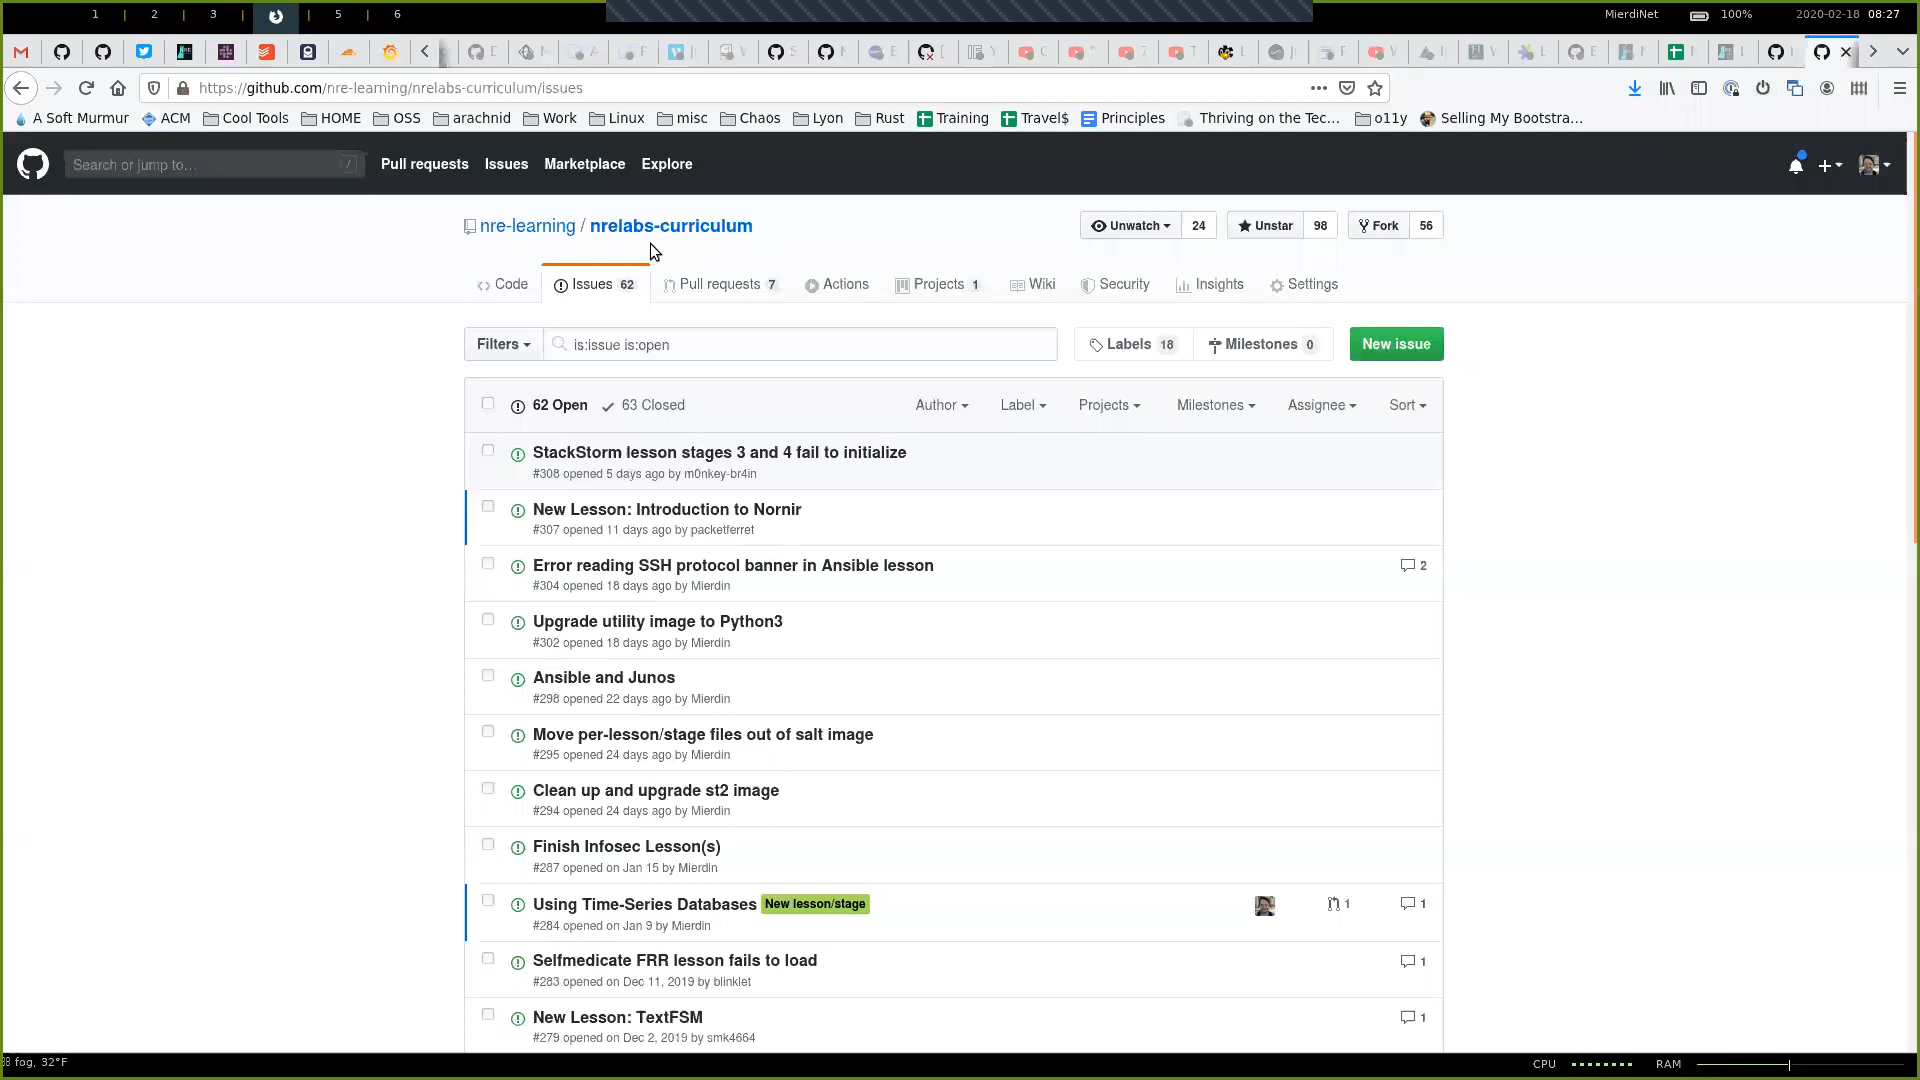 1 | 2 | 3 | | 5 | 6
MierdiNet 100% 2020-02-18 08:27
https://github.com/nre-learning/nrelabs-curriculum/issues
A Soft Murmur ACM Cool Tools HOME OSS arachnid Work Linux misc Chaos Lyon Rust Training Travel$ Principles Thriving on the Tec... o11y Selling My Bootstra...
Search or jump to... / Pull requests Issues Marketplace Explore
nre-learning / nrelabs-curriculum Unwatch 24 Unstar 98 Fork 56
Code Issues 62 Pull requests 7 Actions Projects 1 Wiki Security Insights Settings
Filters is:issue is:open Labels 18 Milestones 0 New issue
62 Open 63 Closed Author Label Projects Milestones Assignee Sort
StackStorm lesson stages 3 and 4 fail to initialize
#308 opened 5 days ago by m0nkey-br4in
New Lesson: Introduction to Nornir
#307 opened 11 days ago by packetferret
Error reading SSH protocol banner in Ansible lesson 2
#304 opened 18 days ago by Mierdin
Upgrade utility image to Python3
#302 opened 18 days ago by Mierdin
Ansible and Junos
#298 opened 22 days ago by Mierdin
Move per-lesson/stage files out of salt image
#295 opened 24 days ago by Mierdin
Clean up and upgrade st2 image
#294 opened 24 days ago by Mierdin
Finish Infosec Lesson(s)
#287 opened on Jan 15 by Mierdin
Using Time-Series Databases New lesson/stage 1 1
#284 opened on Jan 9 by Mierdin
Selfmedicate FRR lesson fails to load 1
#283 opened on Dec 11, 2019 by blinklet
New Lesson: TextFSM 1
#279 opened on Dec 2, 2019 by smk4664
fog, 32°F CPU RAM